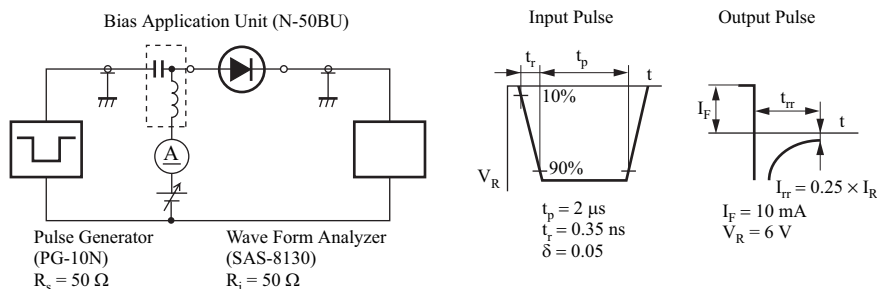 Bias Application Unit (N-50BU)
A
Pulse Generator
(PG-10N)
R_s = 50 Ω
Wave Form Analyzer
(SAS-8130)
R_i = 50 Ω
Input Pulse
t_r
t_p
t
10%
90%
V_R
t_p = 2 μs
t_r = 0.35 ns
δ = 0.05
Output Pulse
I_F
t_rr
t
I_rr = 0.25 × I_R
I_F = 10 mA
V_R = 6 V